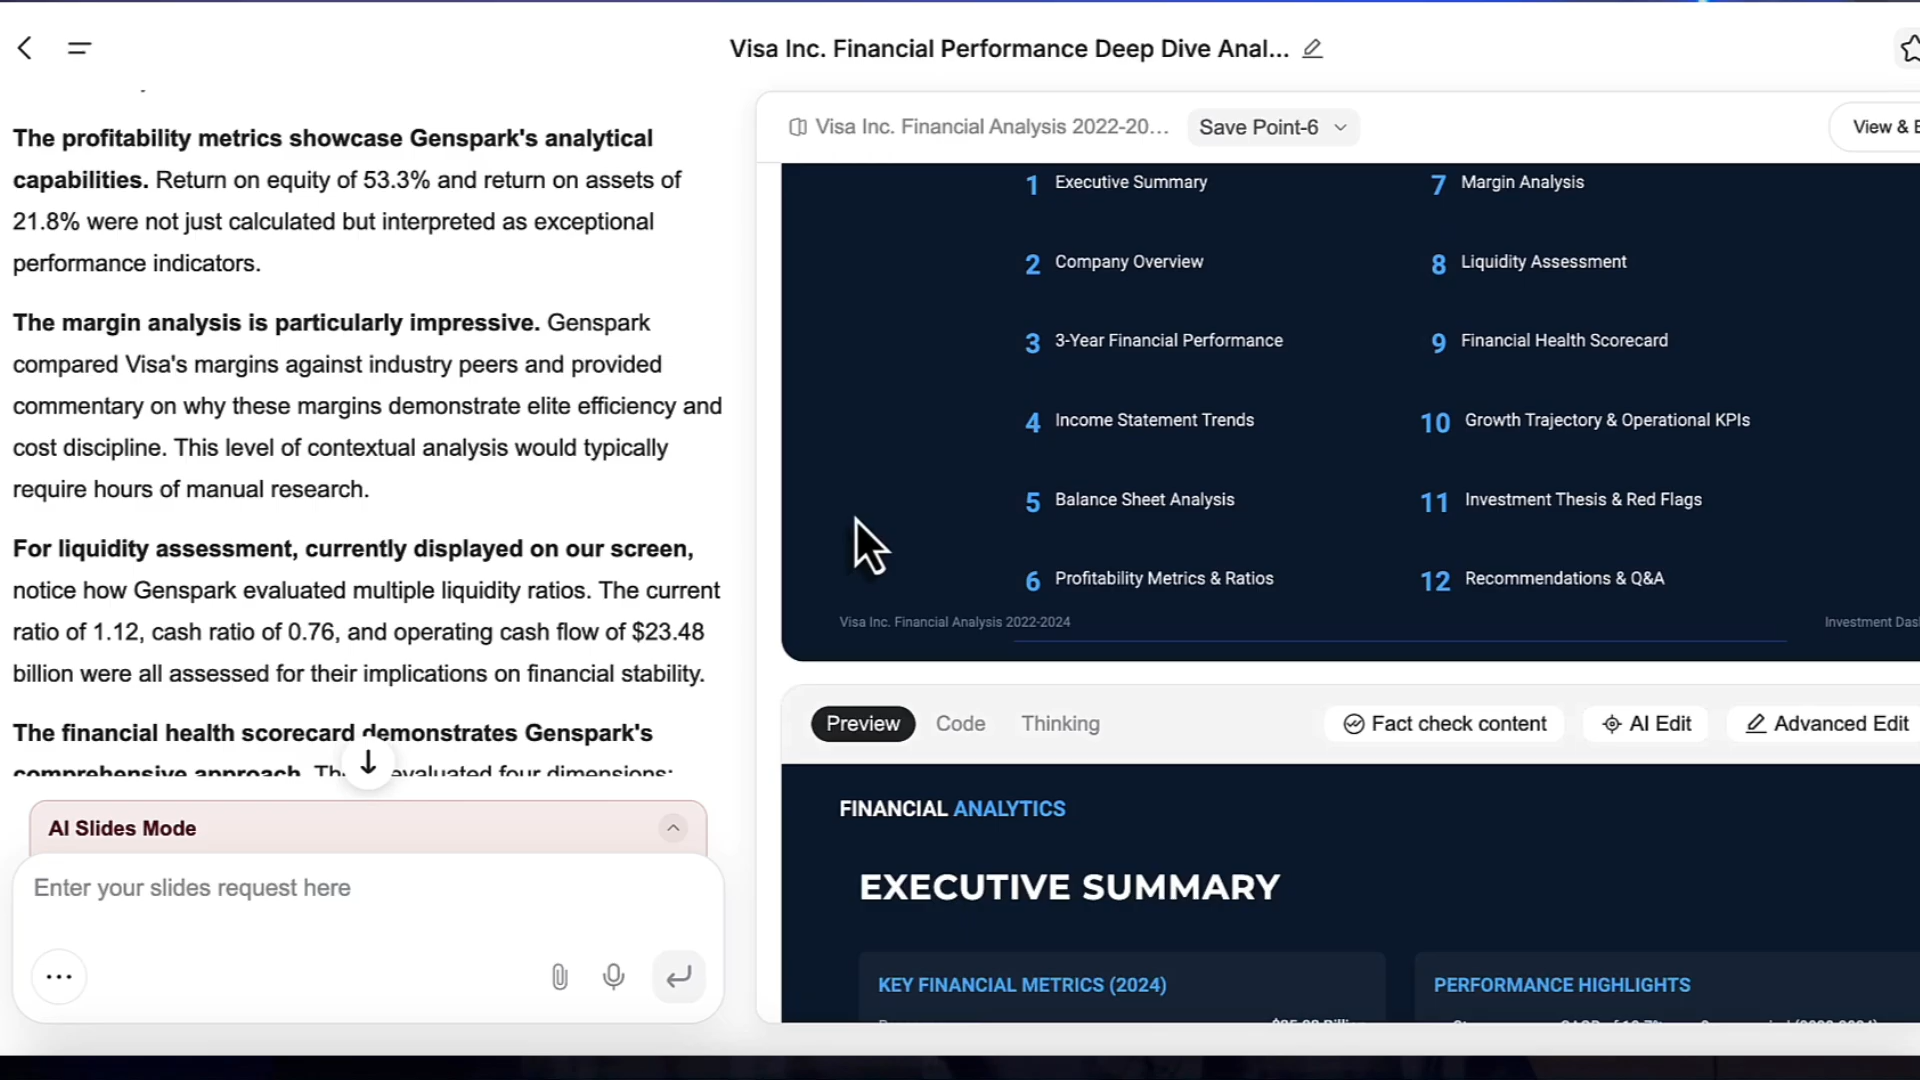 Visa Inc. Financial Performance Deep Dive Anal...
The profitability metrics showcase Genspark's analytical
capabilities. Return on equity of 53.3% and return on assets of
21.8% were not just calculated but interpreted as exceptional
performance indicators.
The margin analysis is particularly impressive. Genspark
compared Visa's margins against industry peers and provided
commentary on why these margins demonstrate elite efficiency and
cost discipline. This level of contextual analysis would typically
require hours of manual research.
For liquidity assessment, currently displayed on our screen,
notice how Genspark evaluated multiple liquidity ratios. The current
ratio of 1.12, cash ratio of 0.76, and operating cash flow of $23.48
billion were all assessed for their implications on financial stability.
The financial health scorecard demonstrates Genspark's
comprehensive approach. evaluated four dimensions:
AI Slides Mode
Enter your slides request here
Visa Inc. Financial Analysis 2022-20...
Save Point-6
View &
1 Executive Summary
2 Company Overview
3 3-Year Financial Performance
4 Income Statement Trends
5 Balance Sheet Analysis
6 Profitability Metrics & Ratios
7 Margin Analysis
8 Liquidity Assessment
9 Financial Health Scorecard
10 Growth Trajectory & Operational KPIs
11 Investment Thesis & Red Flags
12 Recommendations & Q&A
Visa Inc. Financial Analysis 2022-2024
Investment
Preview Code Thinking Fact check content AI Edit Advanced Edit
FINANCIAL ANALYTICS
EXECUTIVE SUMMARY
KEY FINANCIAL METRICS (2024)
PERFORMANCE HIGHLIGHTS